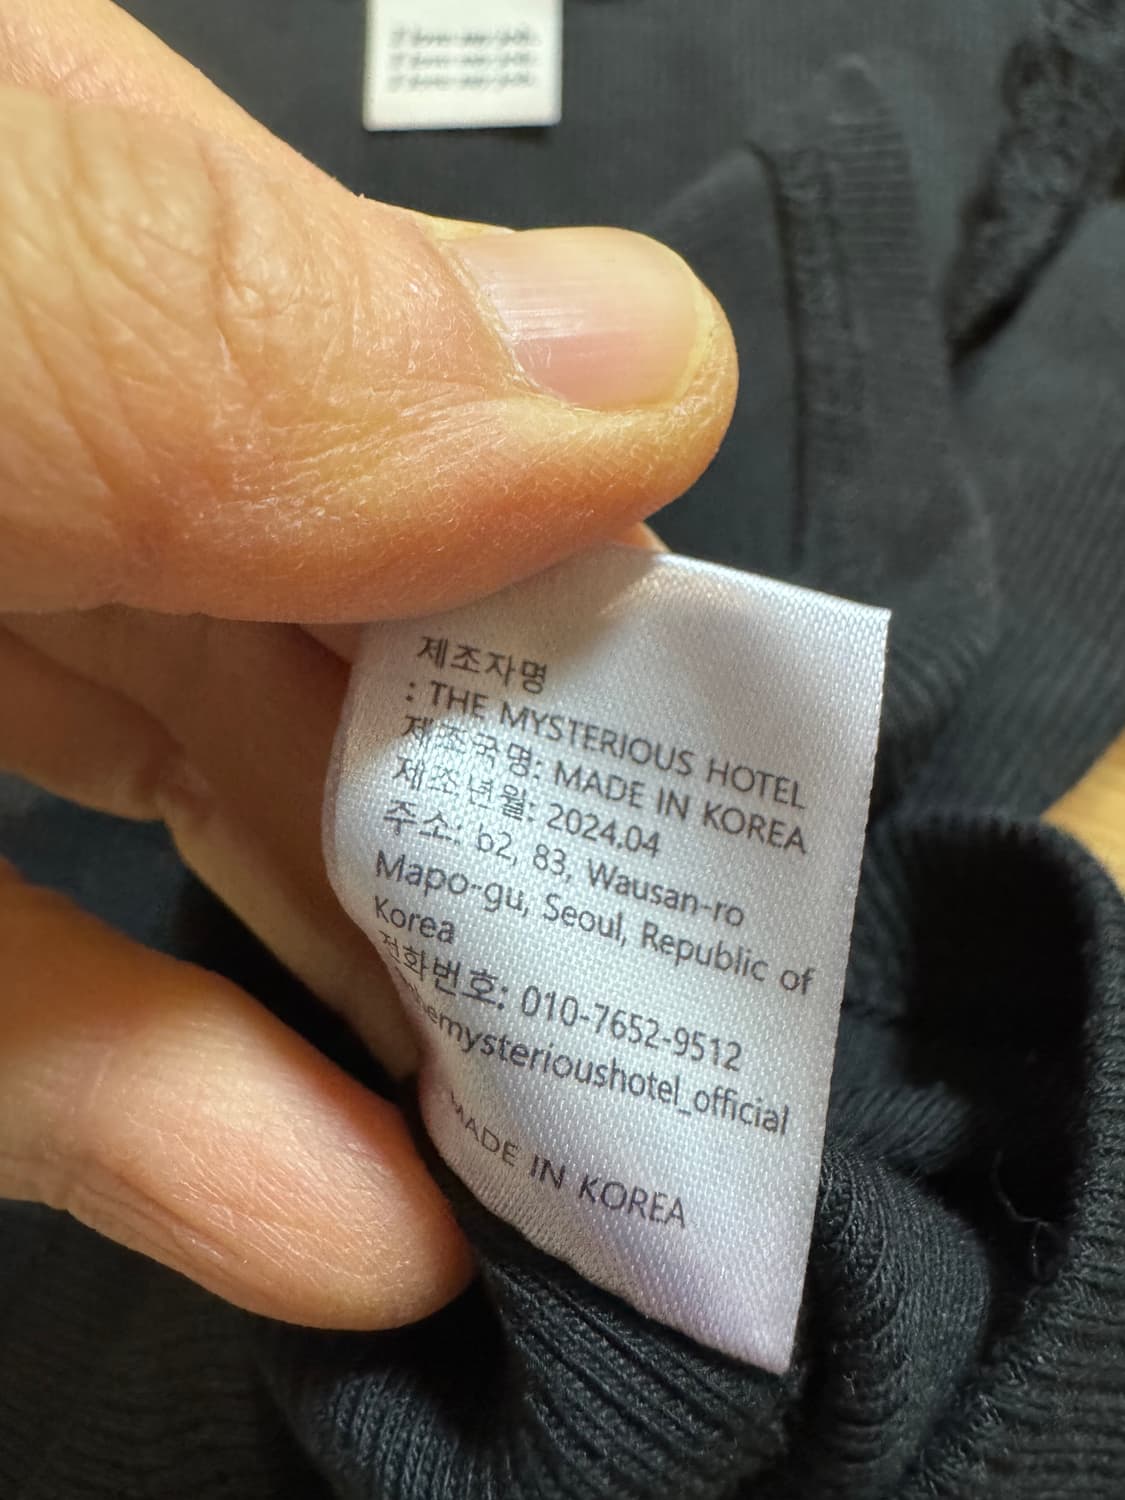 제조자명
: THE MYSTERIOUS HOTEL
제조국명: MADE IN KOREA
제조년월: 2024.04
주소: b2, 83, Wausan-ro
Mapo-gu, Seoul, Republic of
Korea
전화번호: 010-7652-9512
themysterioushotel_official
MADE IN KOREA